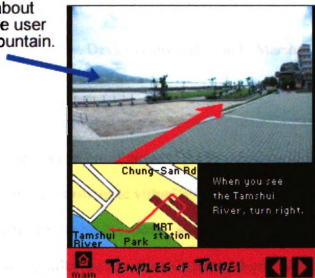 about
e user
ountain.
Chung-San Rd
MRT
station
Tamshui
River
Park
When you see
the Tamshui
River, turn right.
main
TEMPLES OF TAIPEI